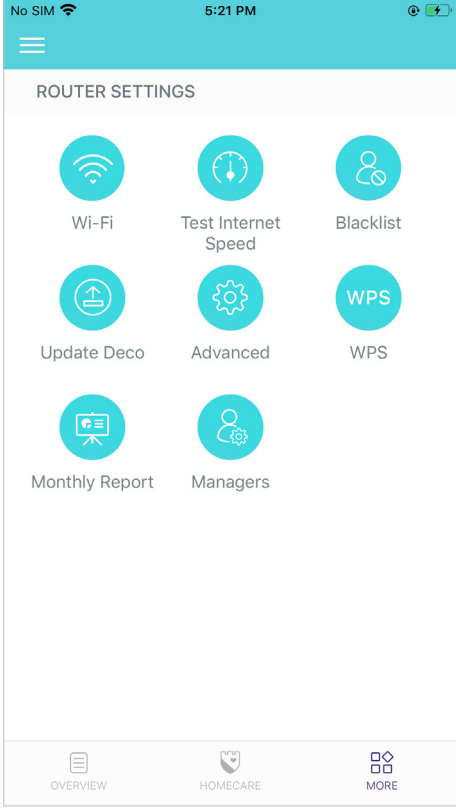 No SIM 5:21 PM
ROUTER SETTINGS
Wi-Fi Test Internet Blacklist
Speed
WPS
Update Deco Advanced WPS
Monthly Report Managers
OVERVIEW HOMECARE MORE